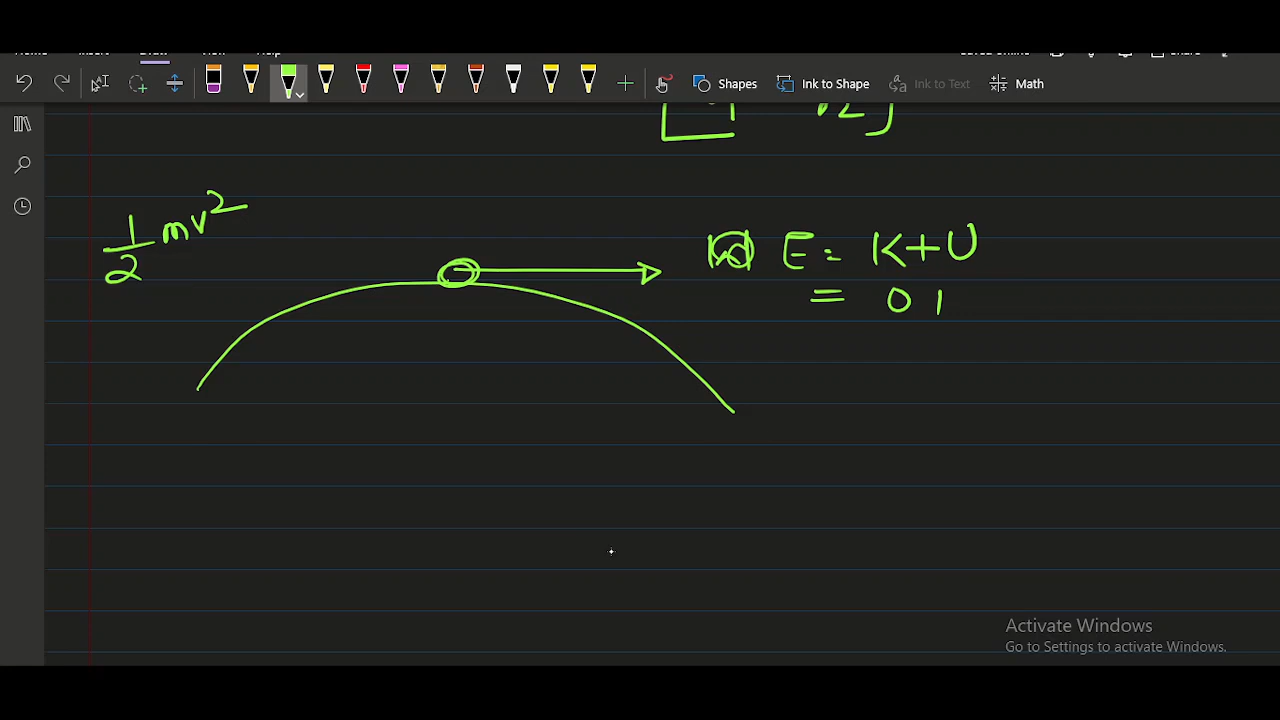 Shapes
Ink to Shape
Ink to Text
Math
1/2 mv²
E = K+U
= 0 1
Activate Windows
Go to Settings to activate Windows.